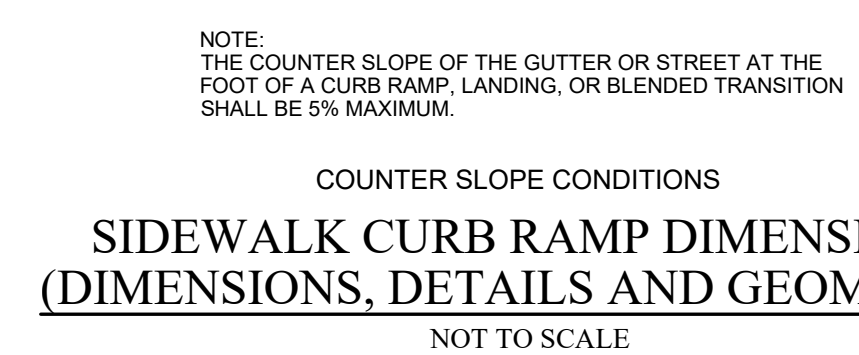 NOTE:
THE COUNTER SLOPE OF THE GUTTER OR STREET AT THE
FOOT OF A CURB RAMP, LANDING, OR BLENDED TRANSITION
SHALL BE 5% MAXIMUM.
COUNTER SLOPE CONDITIONS
SIDEWALK CURB RAMP
(DIMENSIONS, DETAILS AND
NOT TO SCALE